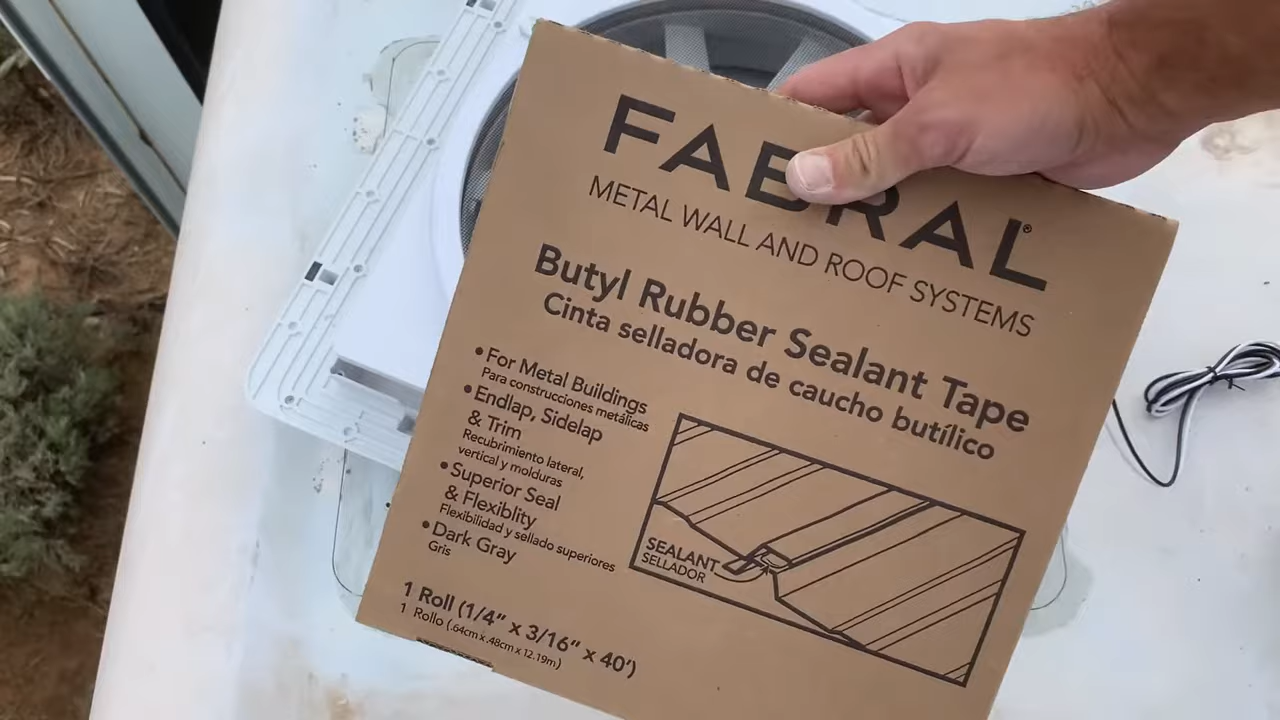 FABRAL®
METAL WALL AND ROOF SYSTEMS
Butyl Rubber Sealant Tape
Cinta selladora de caucho butílico
•For Metal Buildings
Para construcciones metálicas
•Endlap, Sidelap
& Trim
Recubrimiento lateral,
vertical y molduras
•Superior Seal
& Flexiblity
Flexibilidad y sellado superiores
•Dark Gray
Gris
SEALANT
SELLADOR
1 Roll (1/4” x 3/16” x 40’)
1 Rollo (.64cm x .48cm x 12.19m)